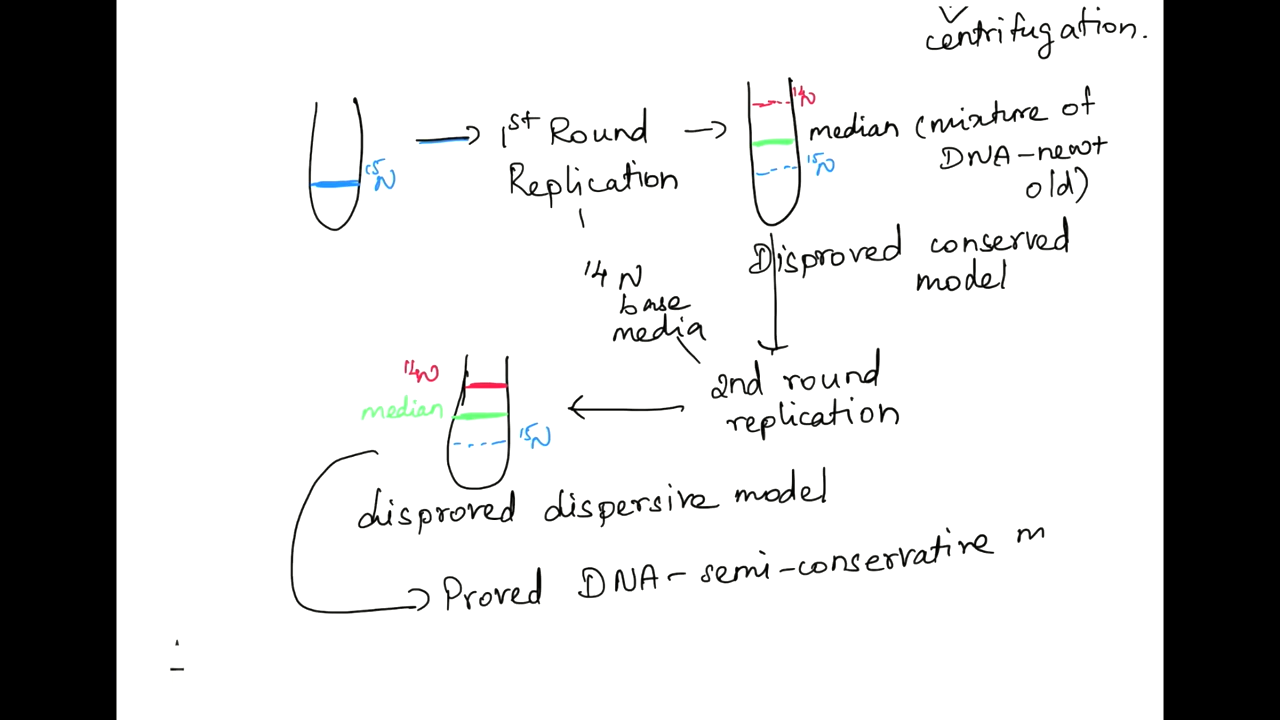 centrifugation.
15N
1st Round
Replication
14N
median (mixture of
DNA-new+
old)
15N
Disproved conserved
model
14 N
base
media
2nd round
replication
14N
median
15N
disproved dispersive model
Proved DNA - semi-conservative m